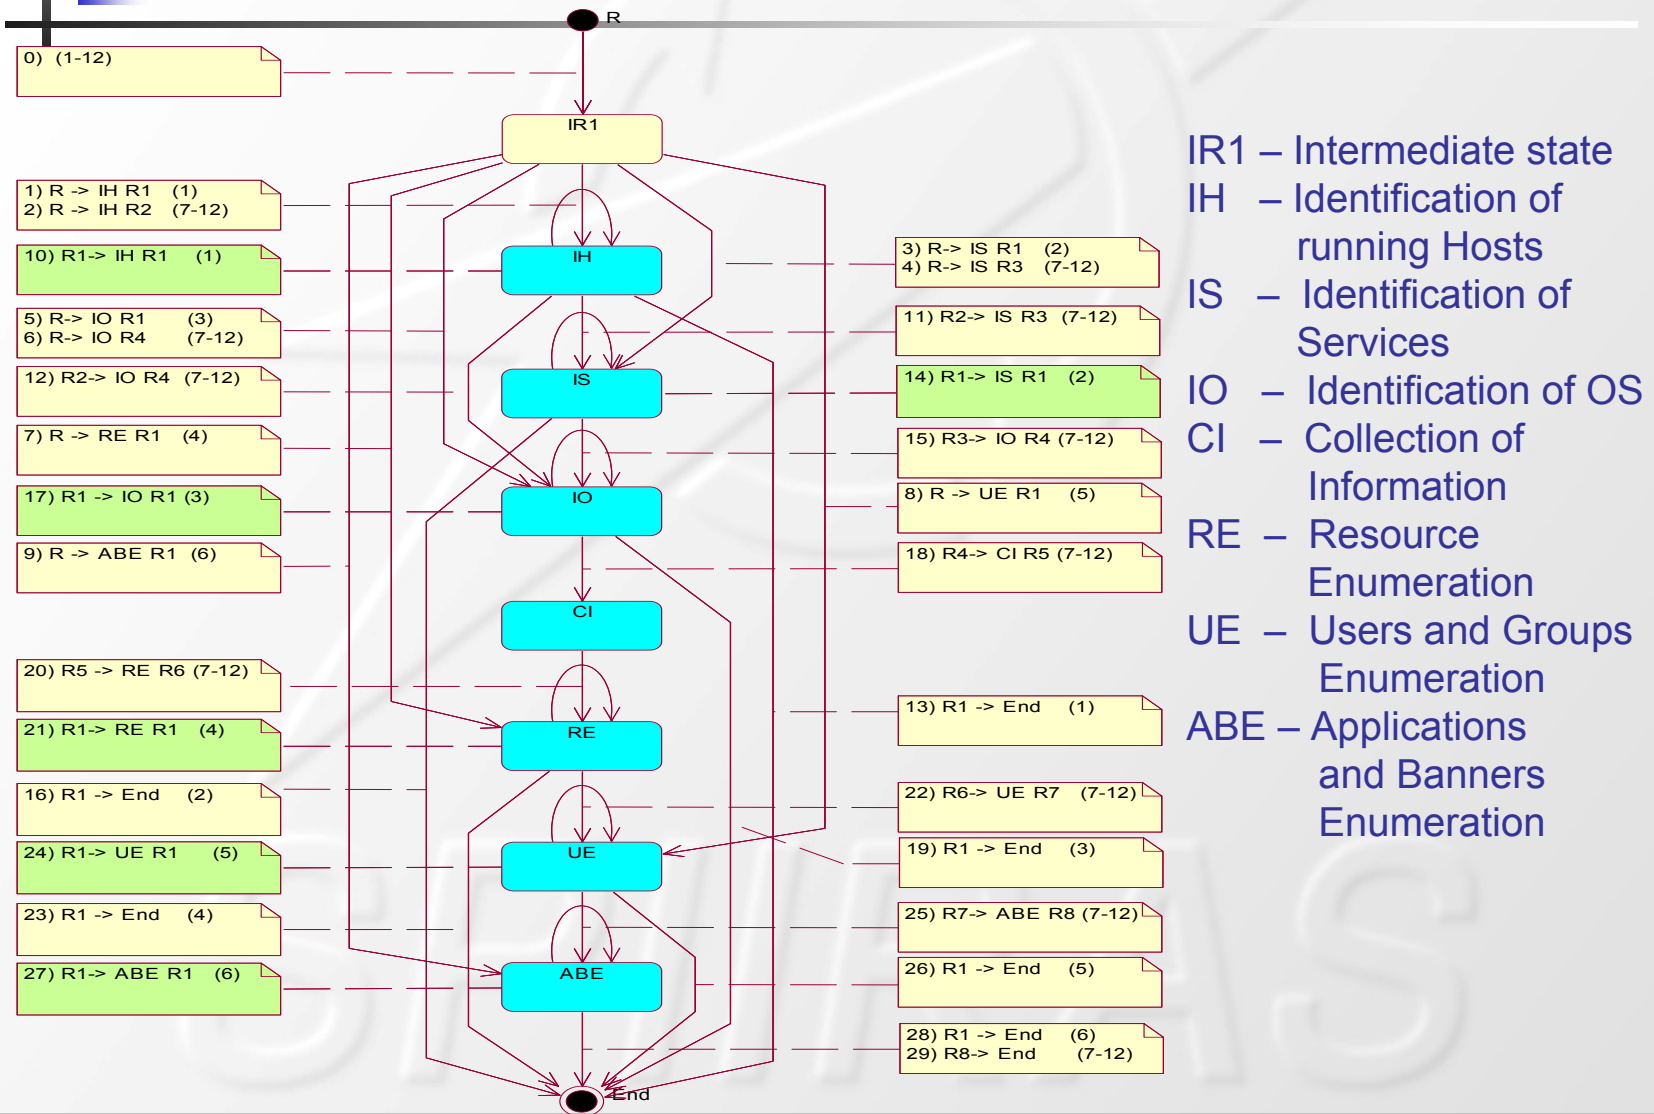 R
0) (1-12)
IR1
1) R -> IH R1 (1)
2) R -> IH R2 (7-12)
10) R1-> IH R1 (1)
IH
3) R-> IS R1 (2)
4) R-> IS R3 (7-12)
5) R-> IO R1 (3)
6) R-> IO R4 (7-12)
11) R2-> IS R3 (7-12)
12) R2-> IO R4 (7-12)
IS
14) R1-> IS R1 (2)
7) R -> RE R1 (4)
15) R3-> IO R4 (7-12)
17) R1 -> IO R1 (3)
IO
8) R -> UE R1 (5)
9) R -> ABE R1 (6)
18) R4-> CI R5 (7-12)
CI
20) R5 -> RE R6 (7-12)
21) R1-> RE R1 (4)
RE
13) R1 -> End (1)
16) R1 -> End (2)
22) R6-> UE R7 (7-12)
24) R1-> UE R1 (5)
UE
19) R1 -> End (3)
23) R1 -> End (4)
25) R7-> ABE R8 (7-12)
27) R1-> ABE R1 (6)
ABE
26) R1 -> End (5)
28) R1 -> End (6)
29) R8-> End (7-12)
End
IR1 – Intermediate state
IH – Identification of
running Hosts
IS – Identification of
Services
IO – Identification of OS
CI – Collection of
Information
RE – Resource
Enumeration
UE – Users and Groups
Enumeration
ABE – Applications
and Banners
Enumeration
SPIIRAS